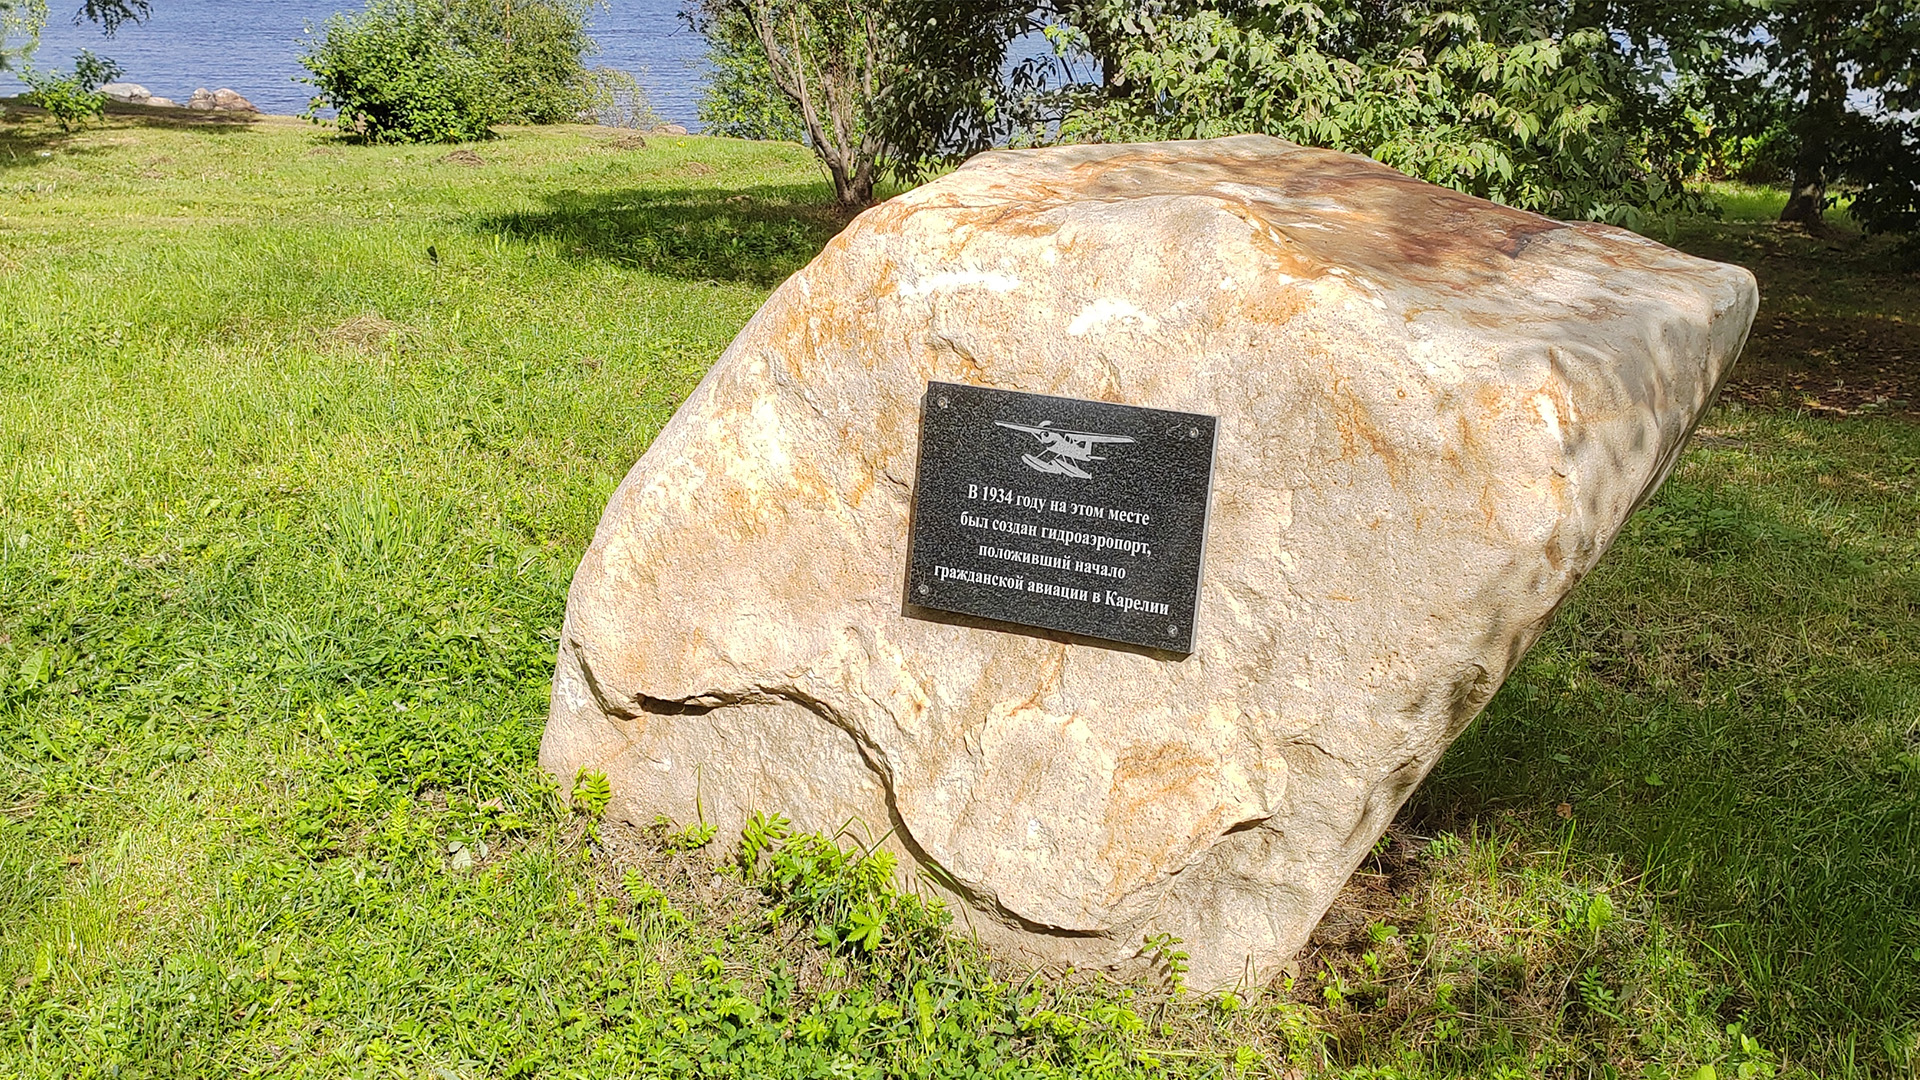 В 1934 году на этом месте
был создан гидроаэропорт,
положивший начало
гражданской авиации в Карелии